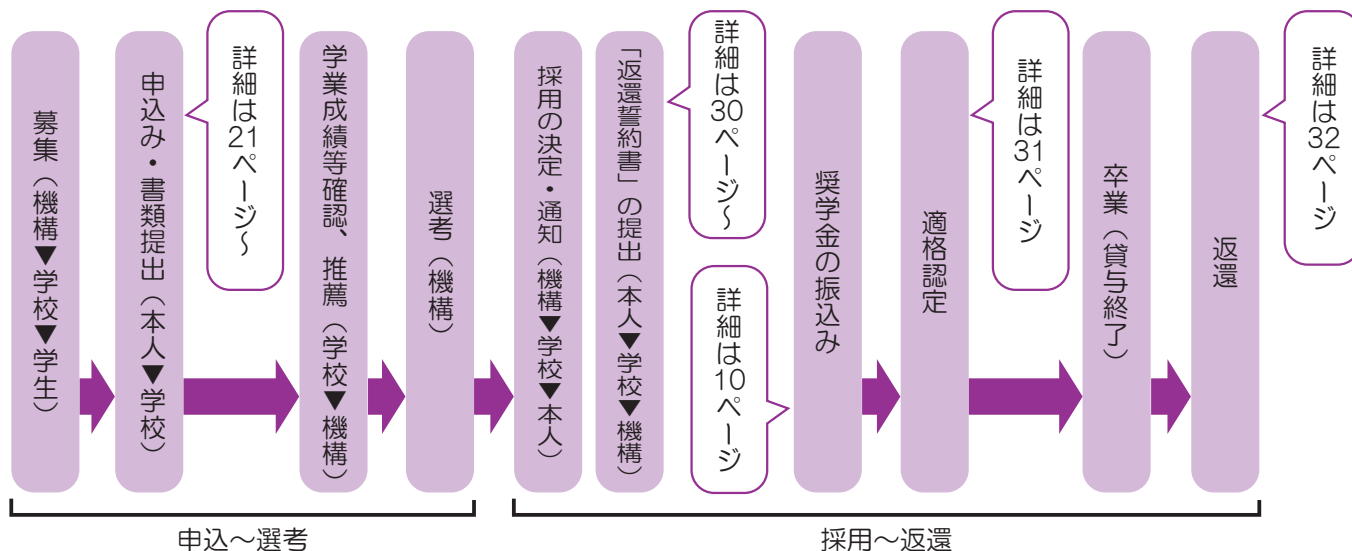 募集（機構▼学校▼学生）
申込み・書類提出（本人▼学校）
詳細は21ページ～
学業成績等確認、推薦（学校▼機構）
選考（機構）
採用の決定・通知（機構▼学校▼本人）
「返還誓約書」の提出（本人▼学校▼機構）
詳細は30ページ～
詳細は10ページ
奨学金の振込み
適格認定
詳細は31ページ
卒業（貸与終了）
返還
詳細は32ページ
申込～選考
採用～返還